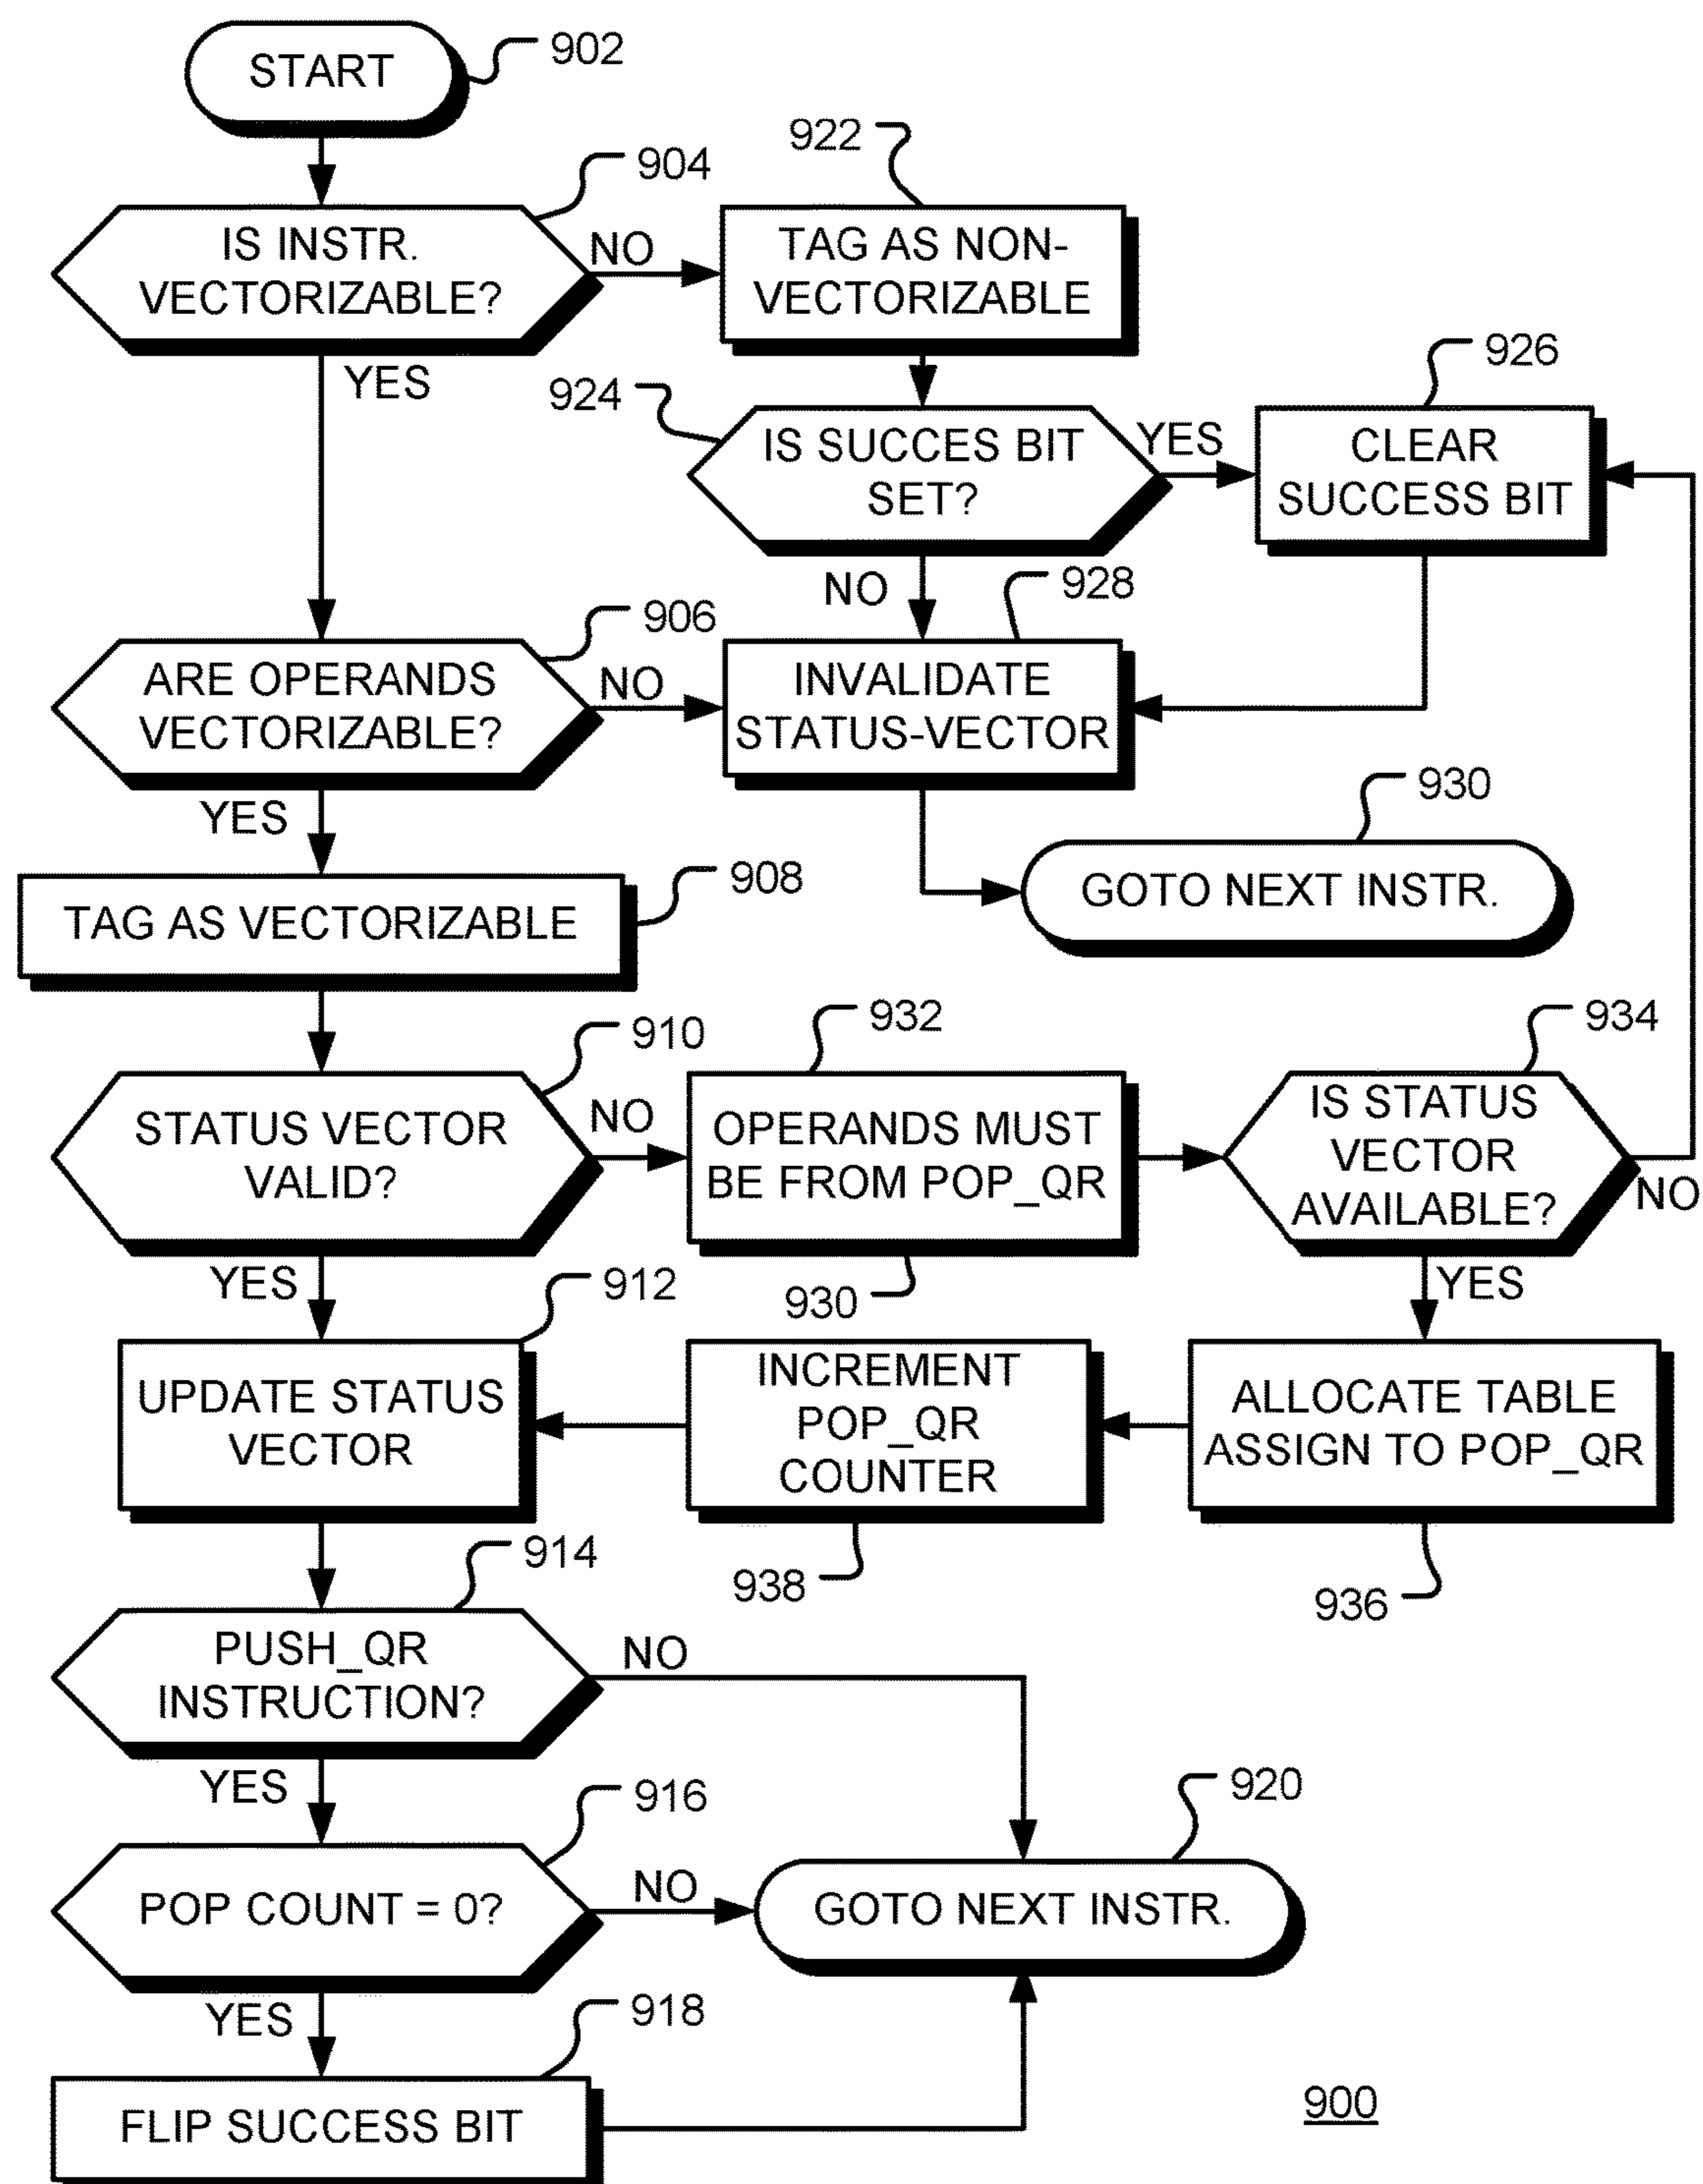 START
902
904
922
IS INSTR.
VECTORIZABLE?
NO
TAG AS NON-
VECTORIZABLE
YES
924
926
IS SUCCES BIT
SET?
YES
CLEAR
SUCCESS BIT
NO
928
906
ARE OPERANDS
VECTORIZABLE?
NO
INVALIDATE
STATUS-VECTOR
YES
930
GOTO NEXT INSTR.
908
TAG AS VECTORIZABLE
910
932
934
STATUS VECTOR
VALID?
NO
OPERANDS MUST
BE FROM POP_QR
IS STATUS
VECTOR
AVAILABLE?
NO
YES
912
930
YES
UPDATE STATUS
VECTOR
INCREMENT
POP_QR
COUNTER
ALLOCATE TABLE
ASSIGN TO POP_QR
914
938
936
PUSH_QR
INSTRUCTION?
NO
YES
916
920
POP COUNT = 0?
NO
GOTO NEXT INSTR.
YES
918
FLIP SUCCESS BIT
900